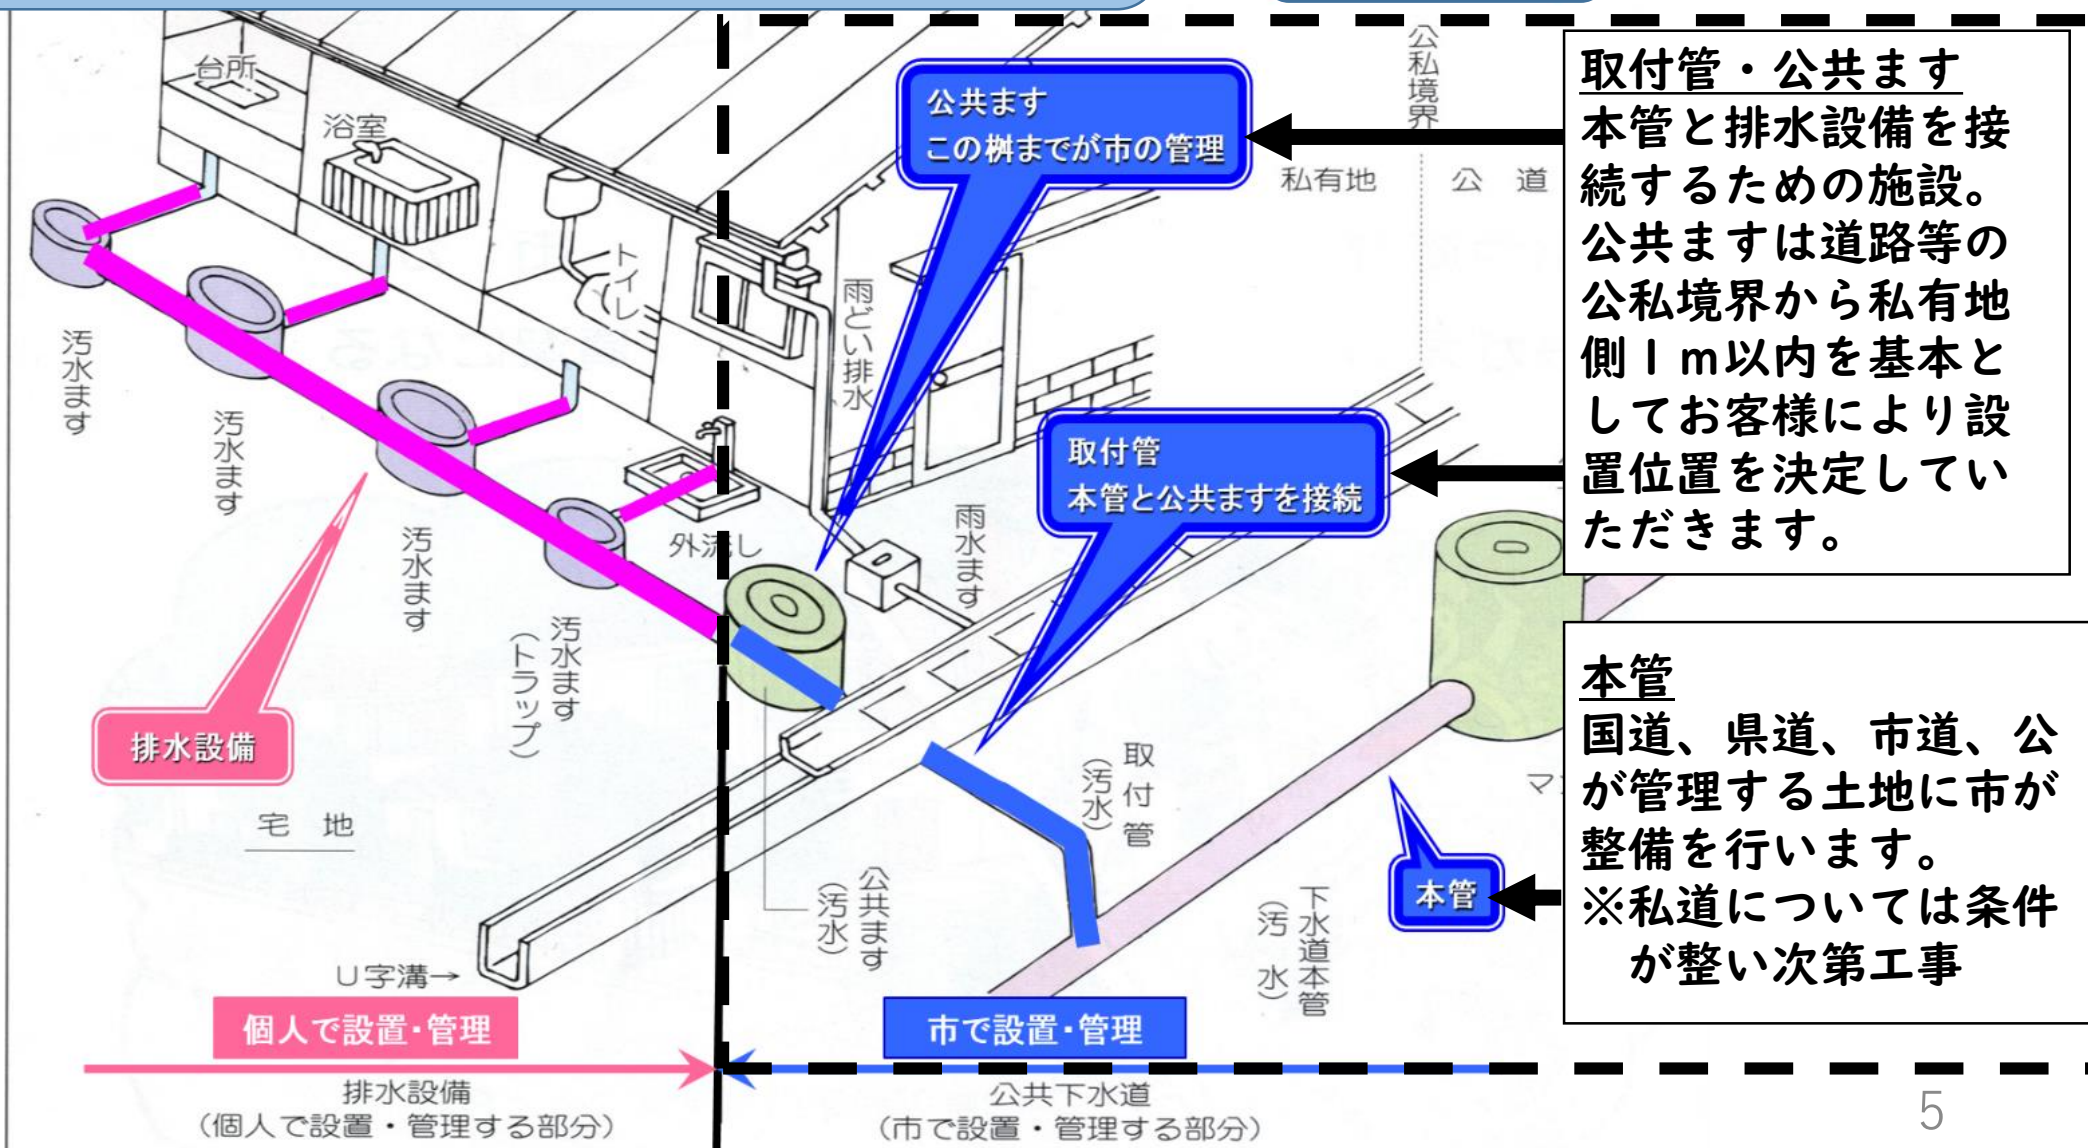 台所
浴室
トイレ
雨どい排水
公共ます
この桝までが市の管理
公私境界
私有地
公 道
取付管・公共ます
本管と排水設備を接
続するための施設。
公共ますは道路等の
公私境界から私有地
側1m以内を基本と
してお客様により設
置位置を決定してい
ただきます。
汚水ます
汚水ます
汚水ます
汚水ます
(トラップ)
外流し
雨水ます
取付管
本管と公共ますを接続
排水設備
宅 地
取付管
(汚水)
公共ます
(汚水)
下水道本管
(汚 水)
マ
本管
本管
国道、県道、市道、公
が管理する土地に市が
整備を行います。
※私道については条件
が整い次第工事
U字溝→
個人で設置・管理
市で設置・管理
排水設備
(個人で設置・管理する部分)
公共下水道
(市で設置・管理する部分)
5